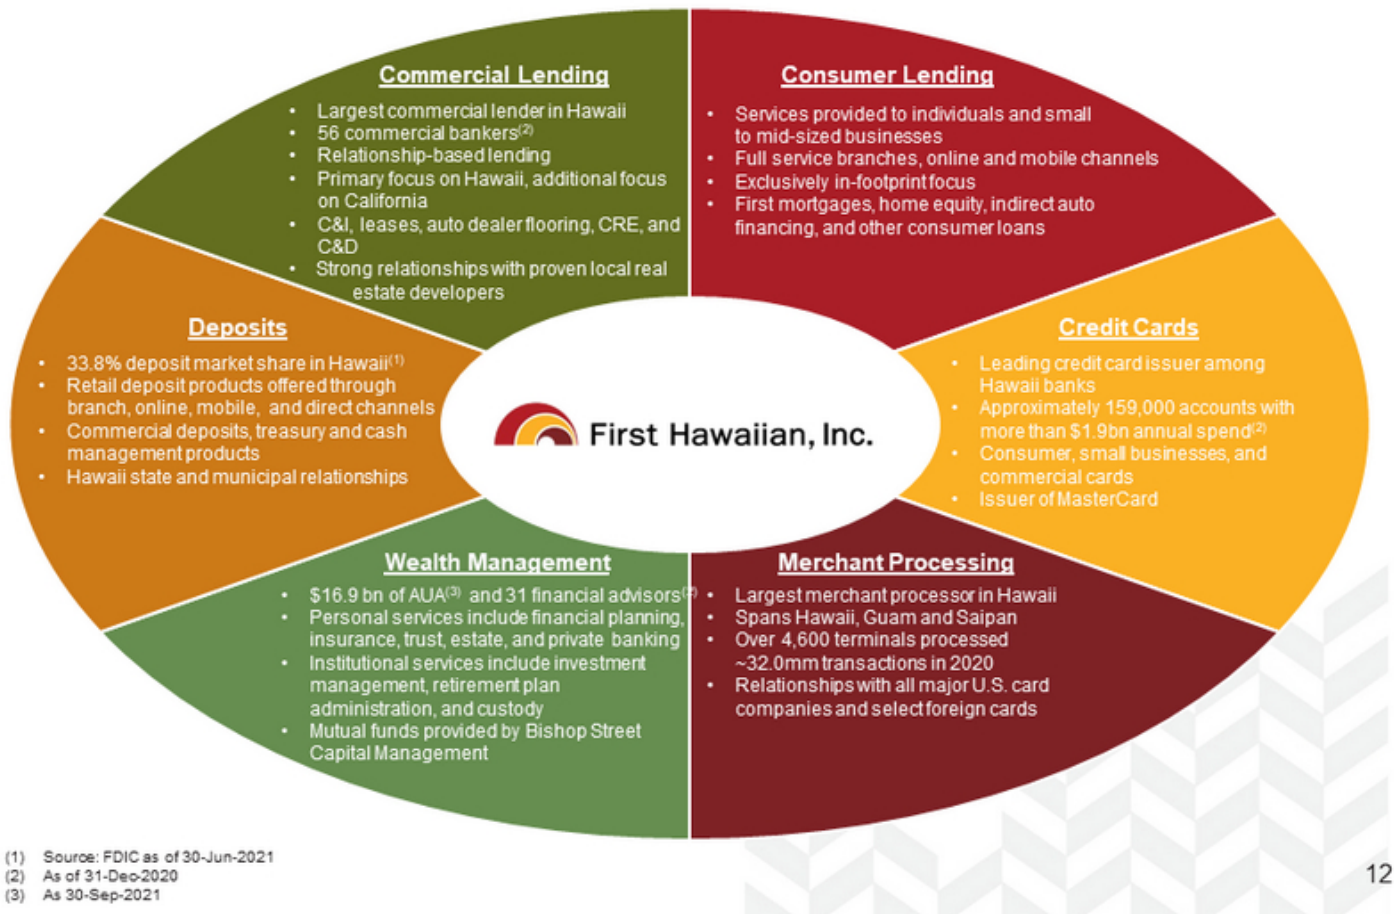 Commercial Lending
• Largest commercial lender in Hawaii
• 56 commercial bankers(2)
• Relationship-based lending
• Primary focus on Hawaii, additional focus
on California
• C&I, leases, auto dealer flooring, CRE, and
C&D
• Strong relationships with proven local real
estate developers
Consumer Lending
• Services provided to individuals and small
to mid-sized businesses
• Full service branches, online and mobile channels
• Exclusively in-footprint focus
• First mortgages, home equity, indirect auto
financing, and other consumer loans
Deposits
• 33.8% deposit market share in Hawaii(1)
• Retail deposit products offered through
branch, online, mobile, and direct channels
• Commercial deposits, treasury and cash
management products
• Hawaii state and municipal relationships
First Hawaiian, Inc.
Credit Cards
• Leading credit card issuer among
Hawaii banks
• Approximately 159,000 accounts with
more than $1.9bn annual spend(2)
• Consumer, small businesses, and
commercial cards
• Issuer of MasterCard
Wealth Management
• $16.9 bn of AUA(3) and 31 financial advisors(2)
• Personal services include financial planning,
insurance, trust, estate, and private banking
• Institutional services include investment
management, retirement plan
administration, and custody
• Mutual funds provided by Bishop Street
Capital Management
Merchant Processing
• Largest merchant processor in Hawaii
• Spans Hawaii, Guam and Saipan
• Over 4,600 terminals processed
~32.0mm transactions in 2020
• Relationships with all major U.S. card
companies and select foreign cards
(1) Source: FDIC as of 30-Jun-2021
(2) As of 31-Dec-2020
(3) As 30-Sep-2021
12